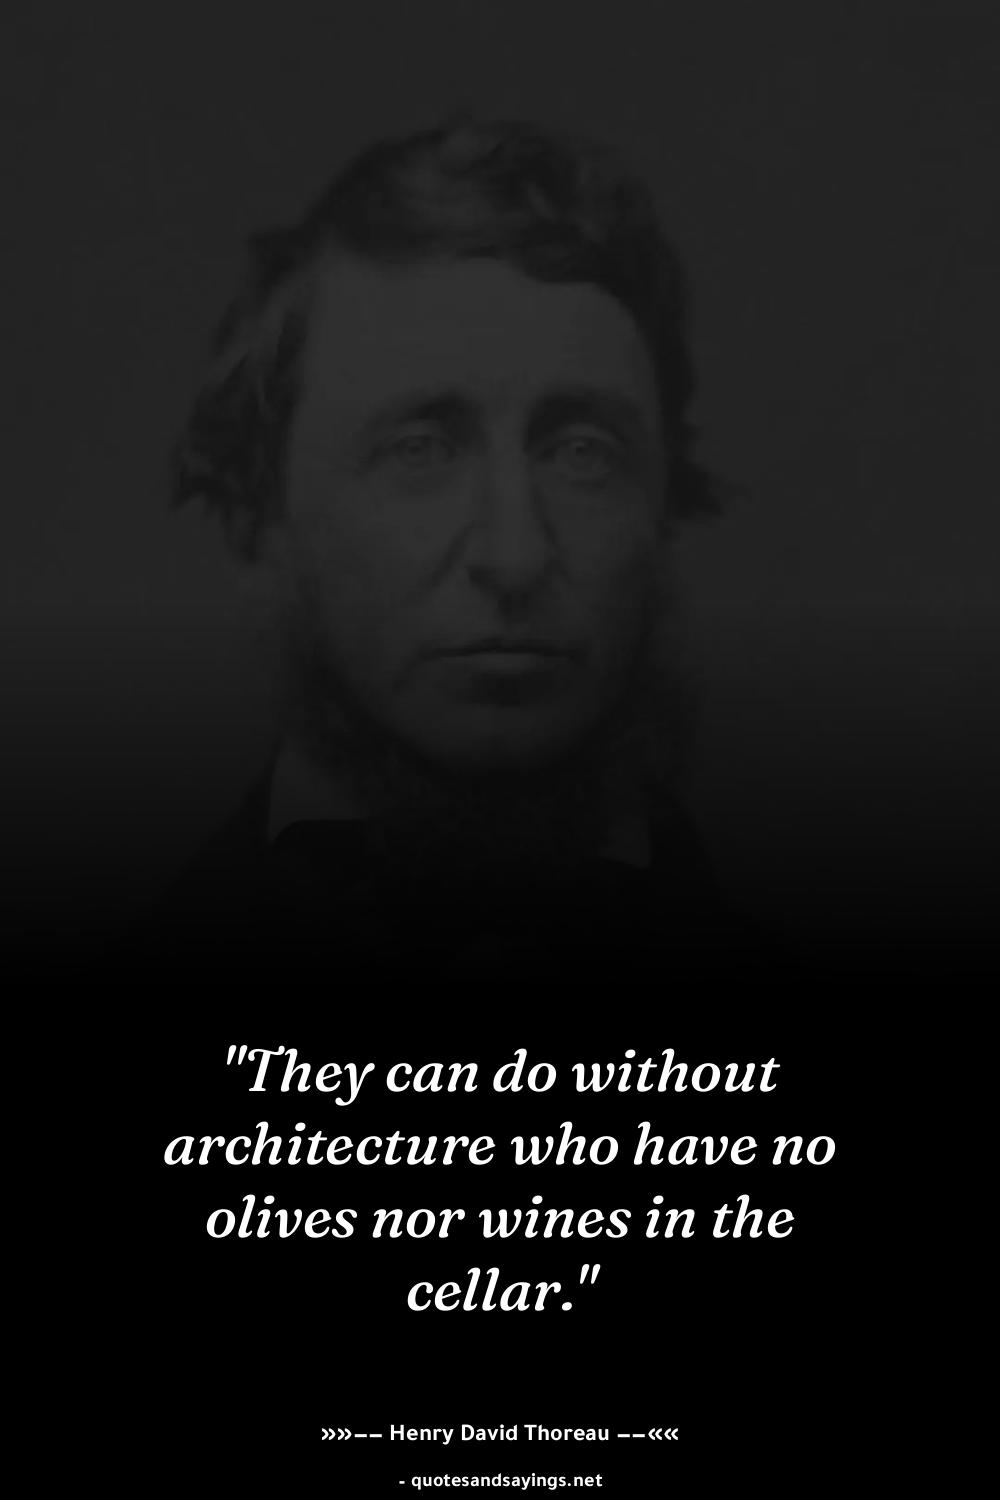 "They can do without
architecture who have no
olives nor wines in the
cellar."
»»−− Henry David Thoreau −−««
- quotesandsayings.net